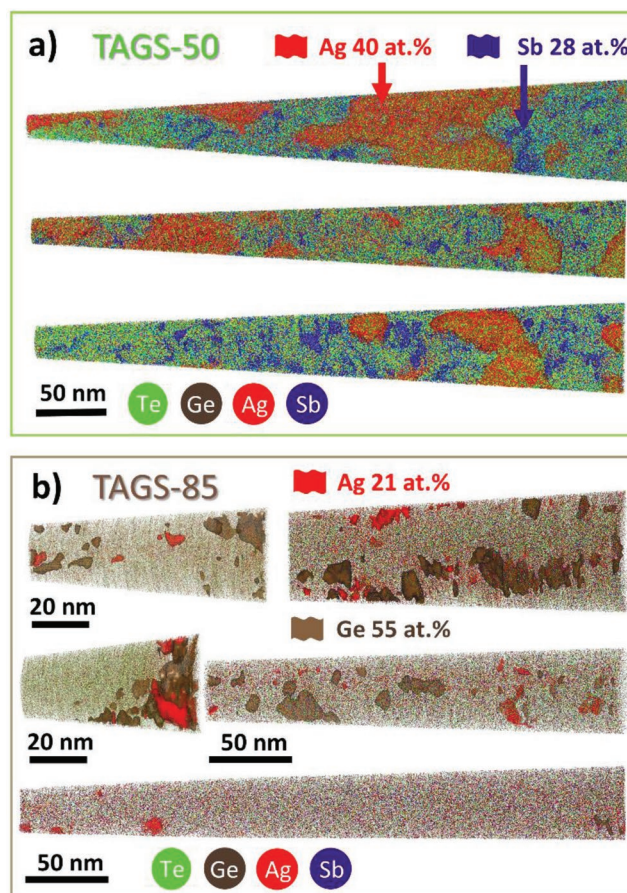 a) TAGS-50 Ag 40 at.% Sb 28 at.%
50 nm Te Ge Ag Sb
b) TAGS-85 Ag 21 at.%
20 nm
Ge 55 at.%
20 nm 50 nm
50 nm Te Ge Ag Sb